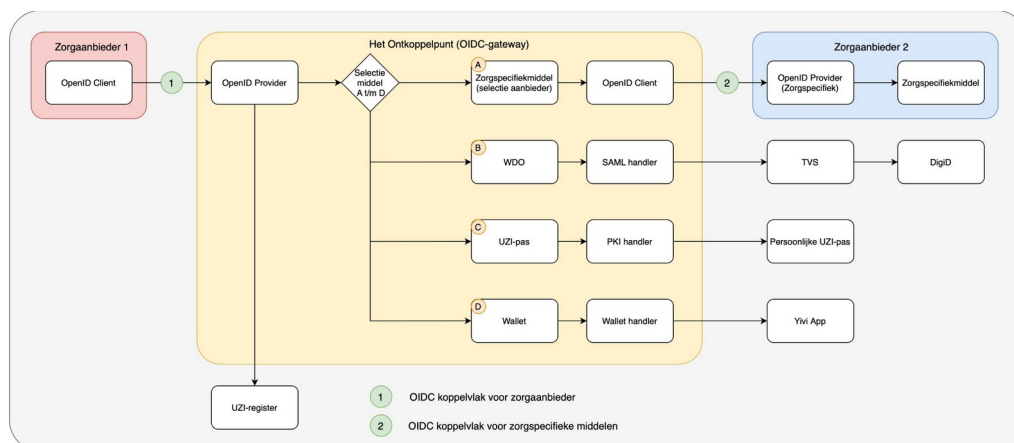 Zorgaanbieder 1
Het Ontkoppelpunt (OIDC-gateway)
Zorgaanbieder 2
OpenID Client
1
OpenID Provider
Selectie
middel
A t/m D
A
Zorgspecifiekmiddel
(selectie aanbieder)
OpenID Client
2
OpenID Provider
(Zorgspecifiek)
Zorgspecifiekmiddel
B
WDO
SAML handler
TVS
DigiD
C
UZI-pas
PKI handler
Persoonlijke UZI-pas
D
Wallet
Wallet handler
Yivi App
UZI-register
1
OIDC koppelvlak voor zorgaanbieder
2
OIDC koppelvlak voor zorgspecifieke middelen